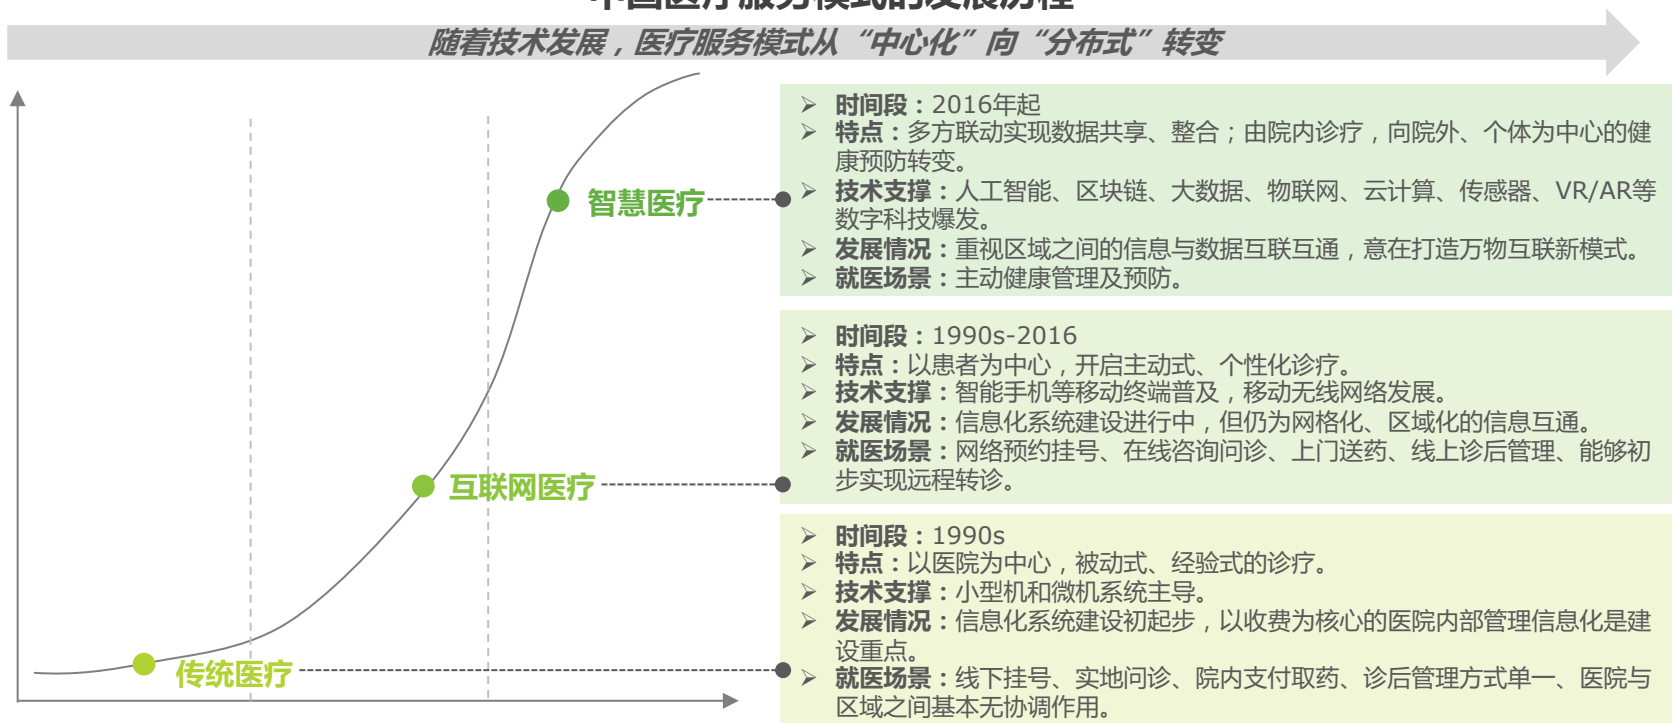 中国医疗服务模式的发展历程
随着技术发展，医疗服务模式从“中心化”向“分布式”转变
➢ 时间段：2016年起
➢ 特点：多方联动实现数据共享、整合；由院内诊疗，向院外、个体为中心的健
康预防转变。
➢ 技术支撑：人工智能、区块链、大数据、物联网、云计算、传感器、VR/AR等
数字科技爆发。
➢ 发展情况：重视区域之间的信息与数据互联互通，意在打造万物互联新模式。
➢ 就医场景：主动健康管理及预防。
智慧医疗
➢ 时间段：1990s-2016
➢ 特点：以患者为中心，开启主动式、个性化诊疗。
➢ 技术支撑：智能手机等移动终端普及，移动无线网络发展。
➢ 发展情况：信息化系统建设进行中，但仍为网格化、区域化的信息互通。
➢ 就医场景：网络预约挂号、在线咨询问诊、上门送药、线上诊后管理、能够初
步实现远程转诊。
互联网医疗
➢ 时间段：1990s
➢ 特点：以医院为中心，被动式、经验式的诊疗。
➢ 技术支撑：小型机和微机系统主导。
➢ 发展情况：信息化系统建设初起步，以收费为核心的医院内部管理信息化是建
设重点。
➢ 就医场景：线下挂号、实地问诊、院内支付取药、诊后管理方式单一、医院与
区域之间基本无协调作用。
传统医疗